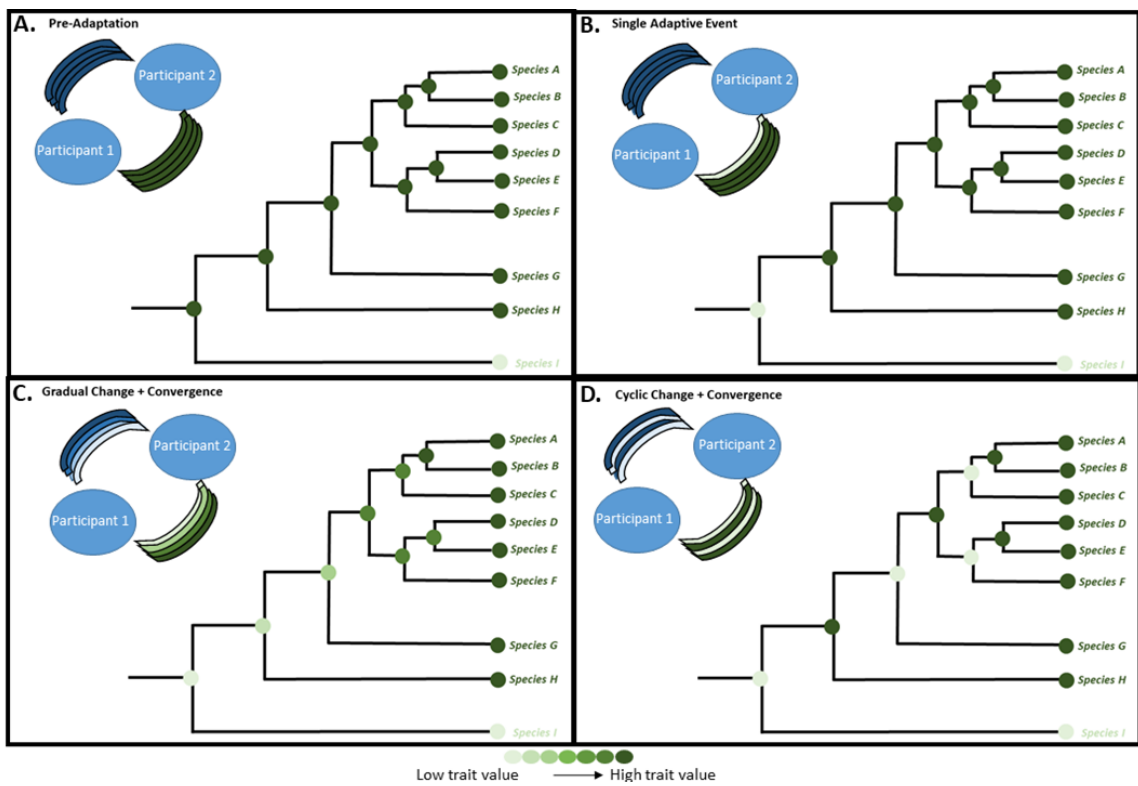 A. Pre-Adaptation
Participant 2
Participant 1
Species A
Species B
Species C
Species D
Species E
Species F
Species G
Species H
Species I
B. Single Adaptive Event
Participant 2
Participant 1
Species A
Species B
Species C
Species D
Species E
Species F
Species G
Species H
Species I
C. Gradual Change + Convergence
Participant 2
Participant 1
Species A
Species B
Species C
Species D
Species E
Species F
Species G
Species H
Species I
D. Cyclic Change + Convergence
Participant 2
Participant 1
Species A
Species B
Species C
Species D
Species E
Species F
Species G
Species H
Species I
Low trait value High trait value